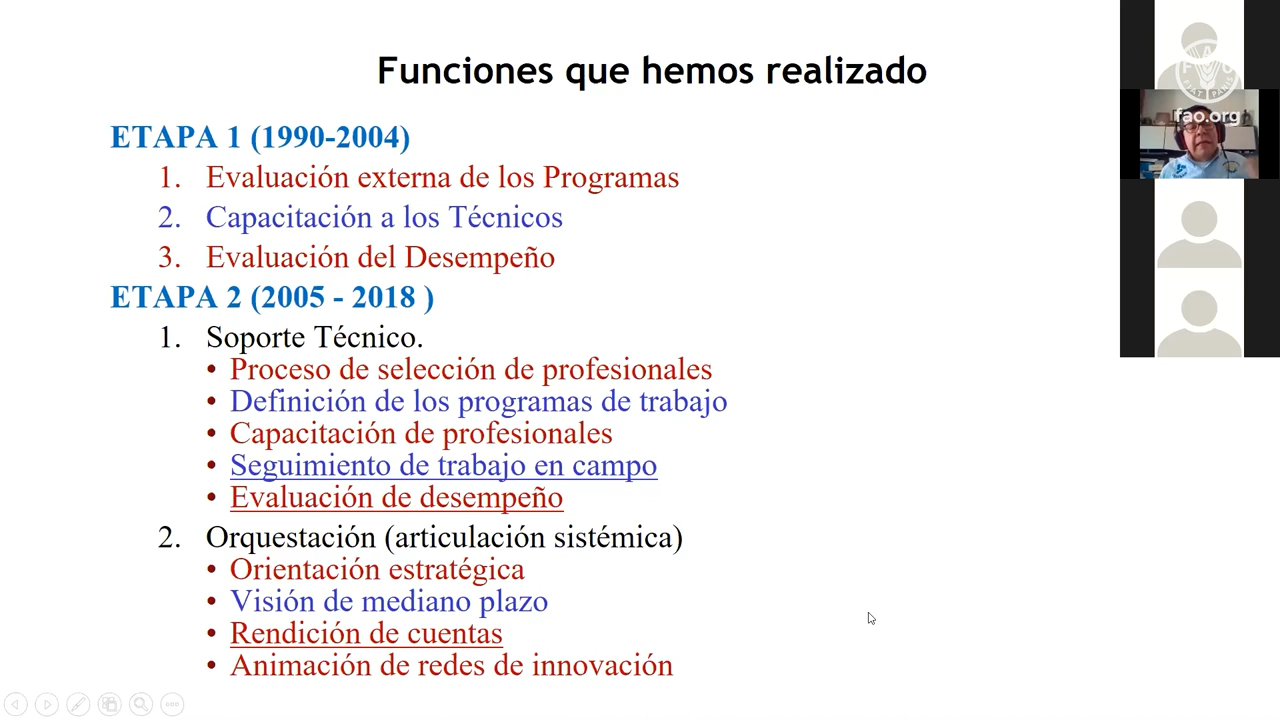 Funciones que hemos realizado
ETAPA 1 (1990-2004)
1. Evaluación externa de los Programas
2. Capacitación a los Técnicos
3. Evaluación del Desempeño
ETAPA 2 (2005 - 2018 )
1. Soporte Técnico.
• Proceso de selección de profesionales
• Definición de los programas de trabajo
• Capacitación de profesionales
• Seguimiento de trabajo en campo
• Evaluación de desempeño
2. Orquestación (articulación sistémica)
• Orientación estratégica
• Visión de mediano plazo
• Rendición de cuentas
• Animación de redes de innovación
fao.org